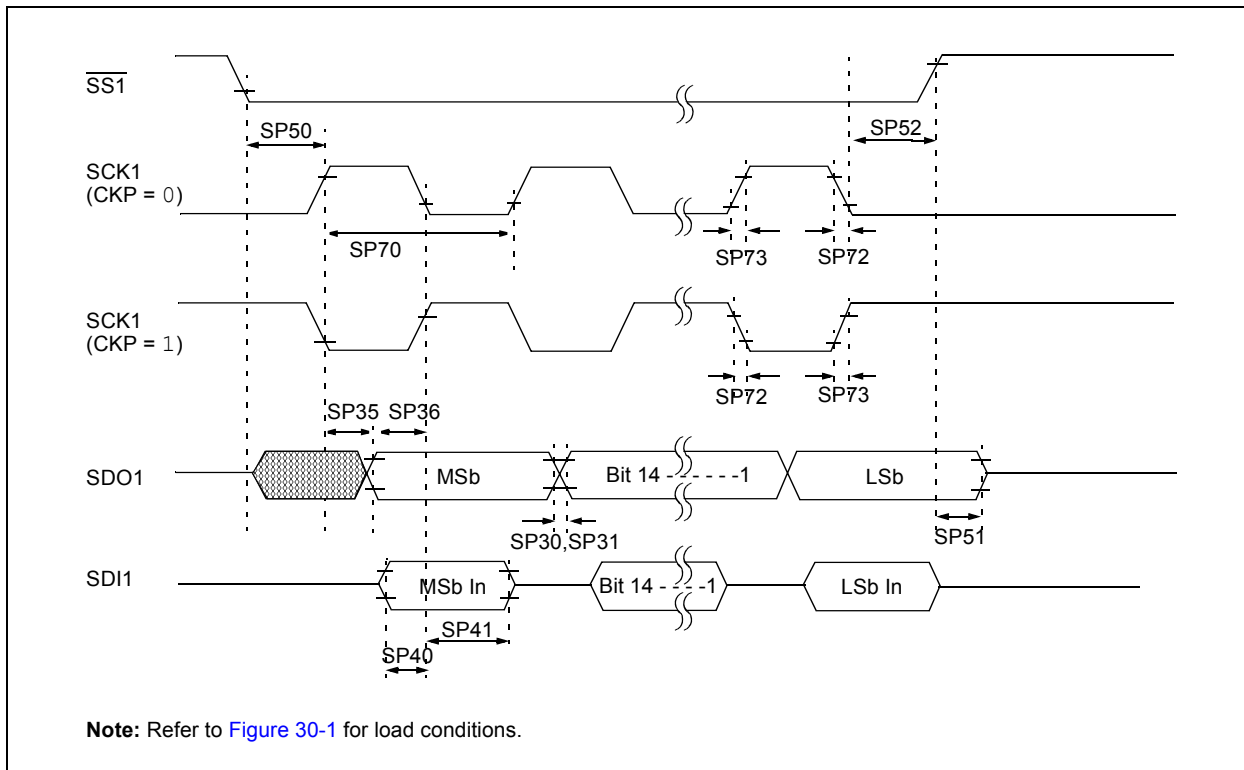 SS1
SP50
SP52
SCK1
(CKP = 0)
SP70
SP73
SP72
SCK1
(CKP = 1)
SP72
SP73
SP35 SP36
SDO1
MSb
Bit 14 - - - - - -1
LSb
SP30,SP31
SP51
SDI1
MSb In
Bit 14 - - - -1
LSb In
SP41
SP40
Note: Refer to Figure 30-1 for load conditions.